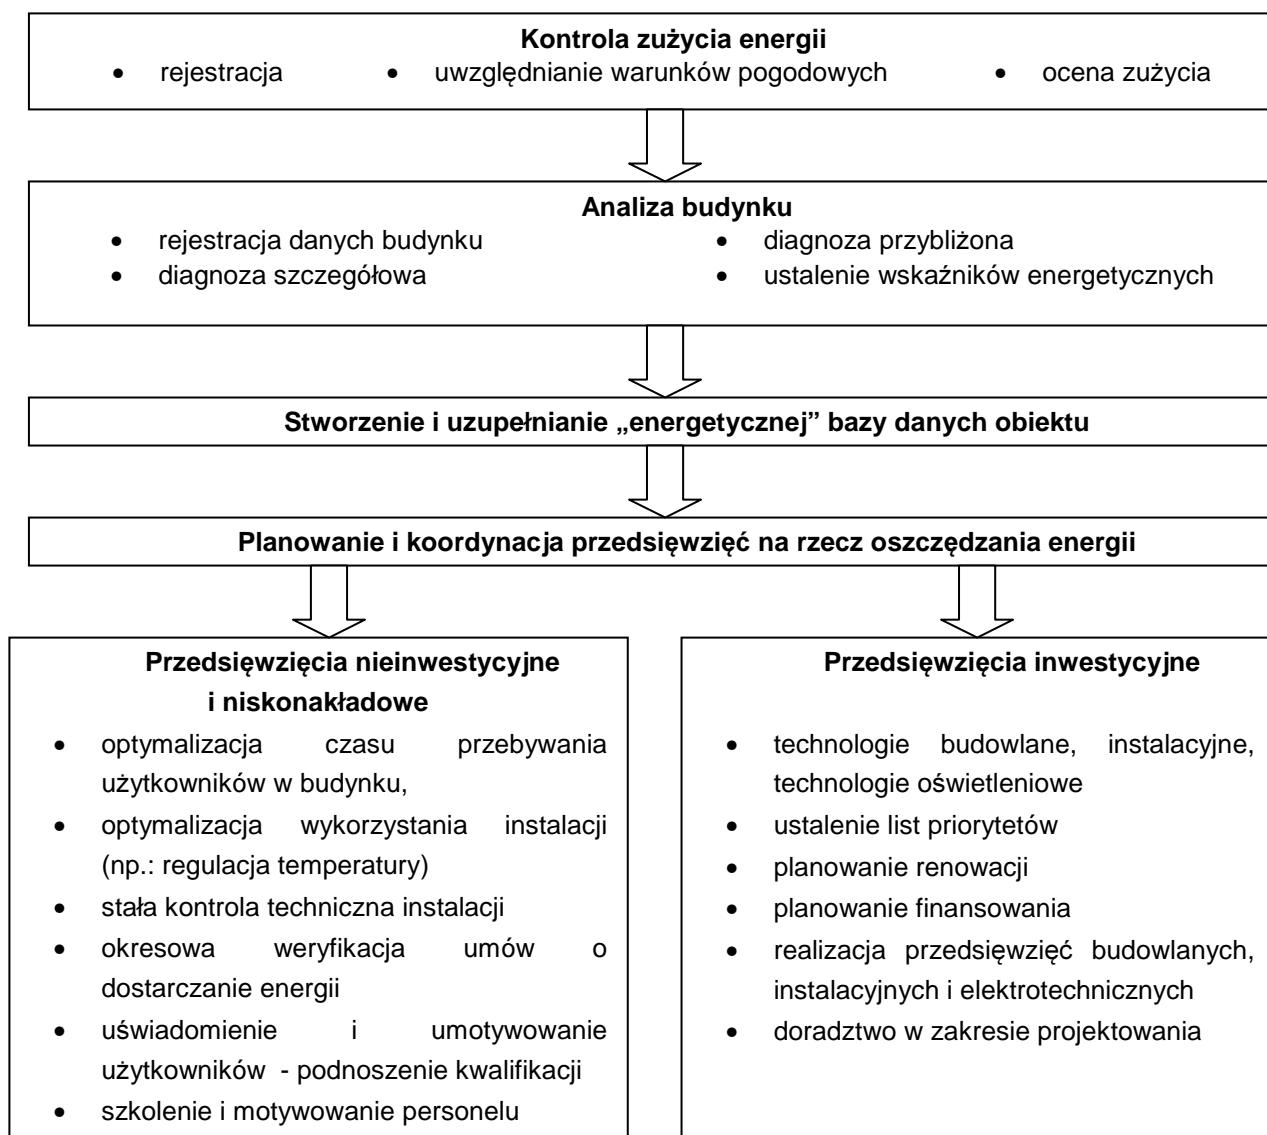 Kontrola zużycia energii
• rejestracja • uwzględnianie warunków pogodowych • ocena zużycia
Analiza budynku
• rejestracja danych budynku • diagnoza przybliżona
• diagnoza szczegółowa • ustalenie wskaźników energetycznych
Stworzenie i uzupełnianie „energetycznej” bazy danych obiektu
Planowanie i koordynacja przedsięwzięć na rzecz oszczędzania energii
Przedsięwzięcia nieinwestycyjne
i niskonakładowe
• optymalizacja czasu przebywania
użytkowników w budynku,
• optymalizacja wykorzystania instalacji
(np.: regulacja temperatury)
• stała kontrola techniczna instalacji
• okresowa weryfikacja umów o
dostarczanie energii
• uświadomienie i umotywowanie
użytkowników - podnoszenie kwalifikacji
• szkolenie i motywowanie personelu
Przedsięwzięcia inwestycyjne
• technologie budowlane, instalacyjne,
technologie oświetleniowe
• ustalenie list priorytetów
• planowanie renowacji
• planowanie finansowania
• realizacja przedsięwzięć budowlanych,
instalacyjnych i elektrotechnicznych
• doradztwo w zakresie projektowania